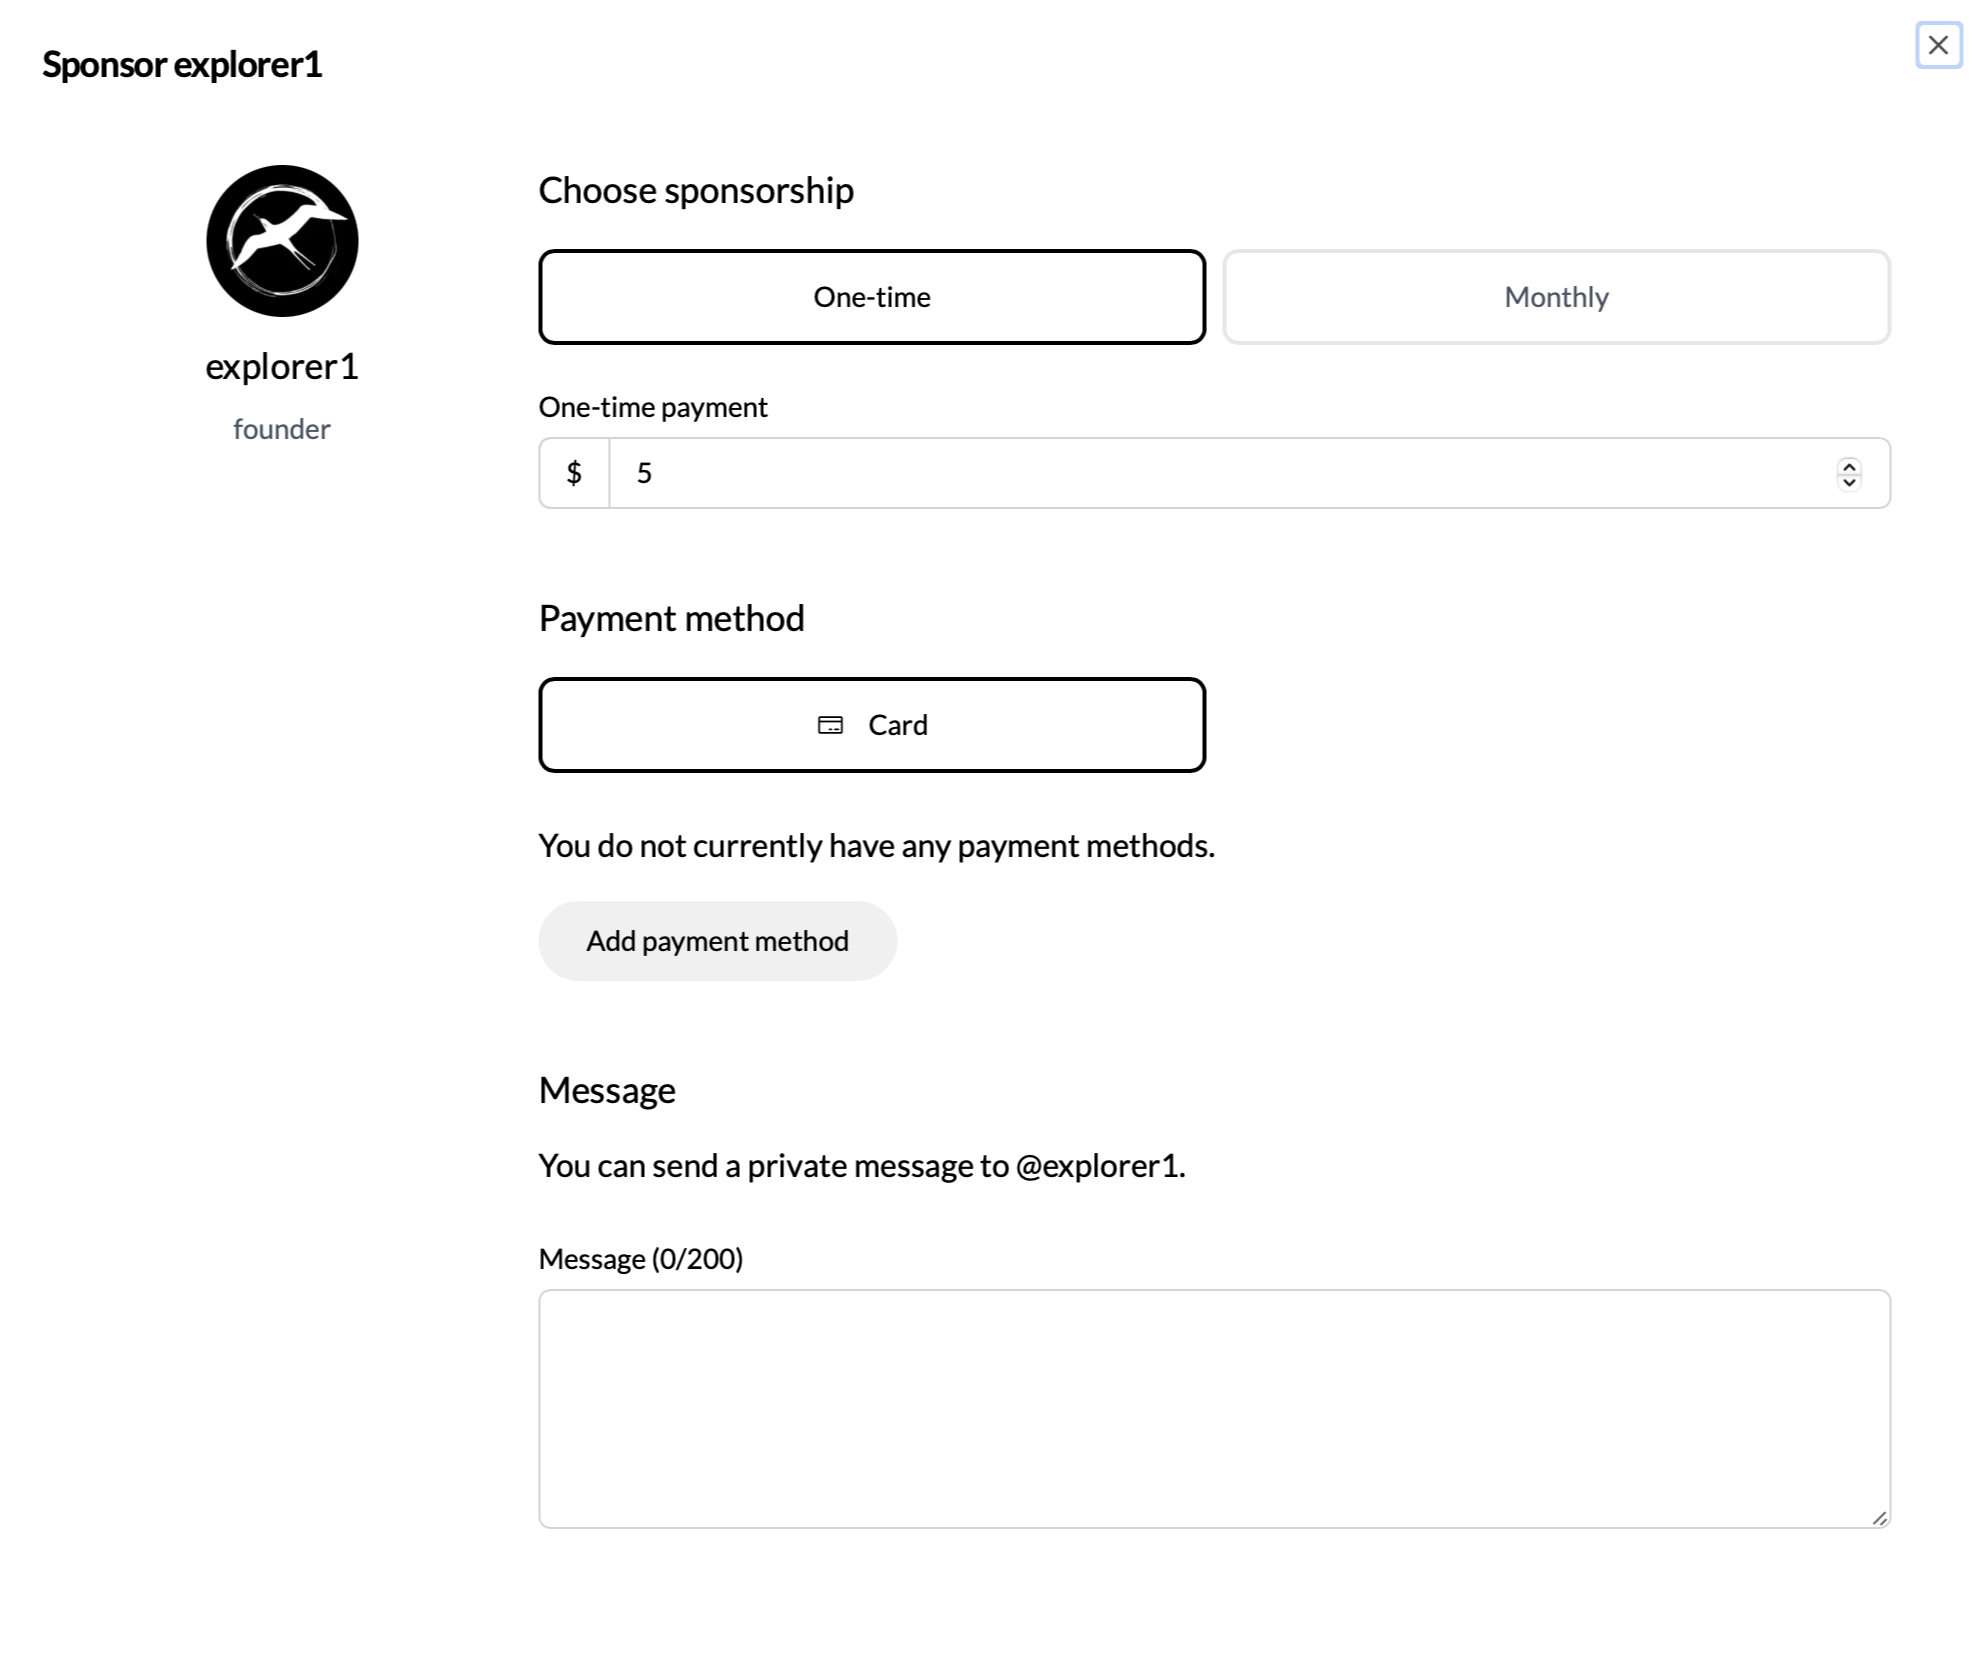 Sponsor explorer1
explorer1
founder
Choose sponsorship
One-time
Monthly
One-time payment
$ 5
Payment method
Card
You do not currently have any payment methods.
Add payment method
Message
You can send a private message to @explorer1.
Message (0/200)